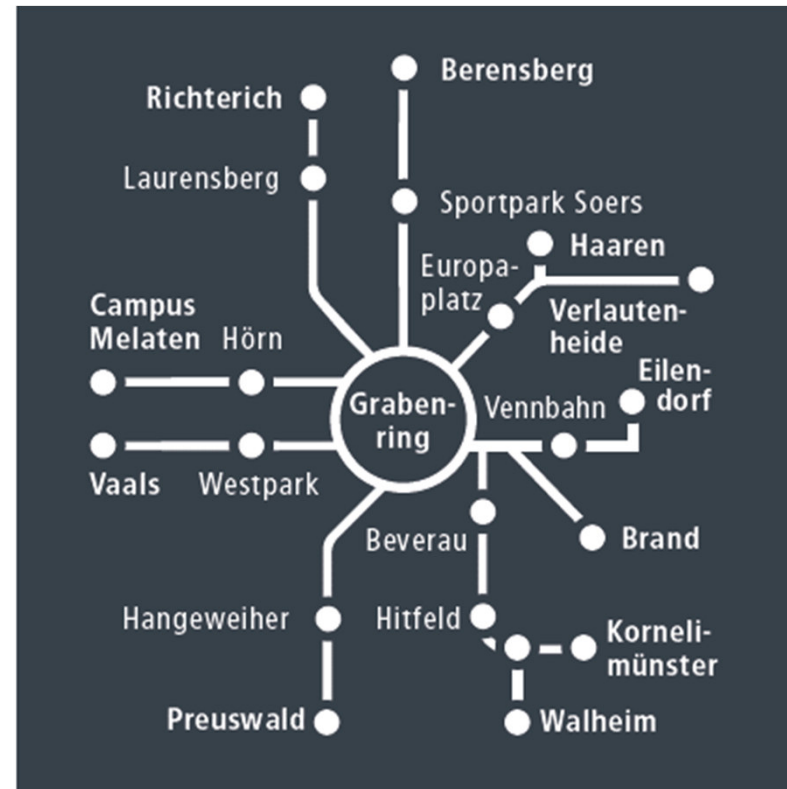 Berensberg
Richterich
Laurensberg
Sportpark Soers
Haaren
Europa-
platz
Verlauten-
heide
Campus
Melaten
Hörn
Eilen-
dorf
Graben-
ring
Vennbahn
Vaals
Westpark
Beverau
Brand
Hangeweiher
Hitfeld
Korneli-
münster
Preuswald
Walheim